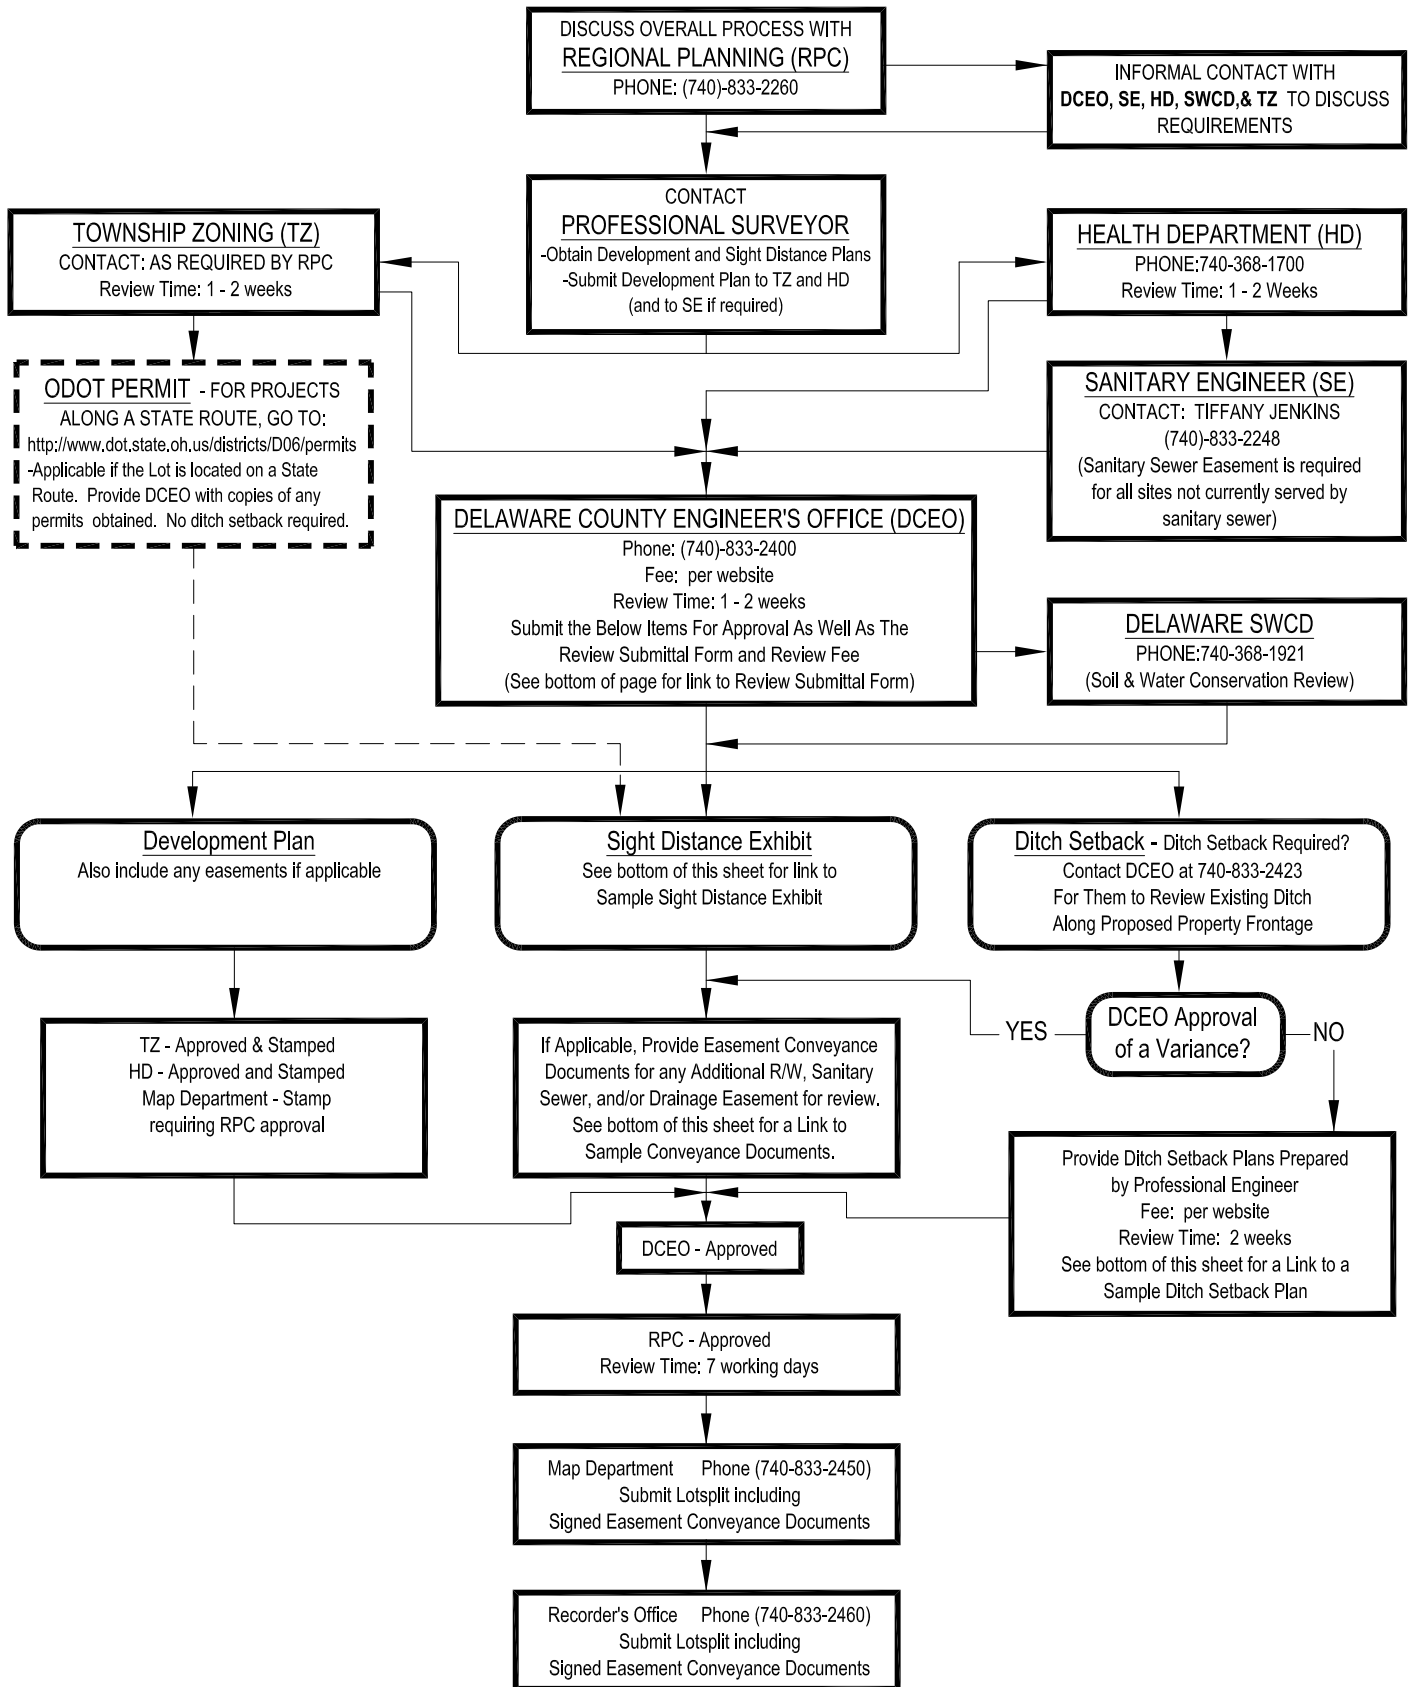 DISCUSS OVERALL PROCESS WITH
REGIONAL PLANNING (RPC)
PHONE: (740)-833-2260
INFORMAL CONTACT WITH
DCEO, SE, HD, SWCD,& TZ TO DISCUSS
REQUIREMENTS
CONTACT
PROFESSIONAL SURVEYOR
-Obtain Development and Sight Distance Plans
-Submit Development Plan to TZ and HD
(and to SE if required)
TOWNSHIP ZONING (TZ)
CONTACT: AS REQUIRED BY RPC
Review Time: 1 - 2 weeks
HEALTH DEPARTMENT (HD)
PHONE:740-368-1700
Review Time: 1 - 2 Weeks
ODOT PERMIT - FOR PROJECTS
ALONG A STATE ROUTE, GO TO:
http://www.dot.state.oh.us/districts/D06/permits
-Applicable if the Lot is located on a State
Route. Provide DCEO with copies of any
permits obtained. No ditch setback required.
SANITARY ENGINEER (SE)
CONTACT: TIFFANY JENKINS
(740)-833-2248
(Sanitary Sewer Easement is required
for all sites not currently served by
sanitary sewer)
DELAWARE COUNTY ENGINEER'S OFFICE (DCEO)
Phone: (740)-833-2400
Fee: per website
Review Time: 1 - 2 weeks
Submit the Below Items For Approval As Well As The
Review Submittal Form and Review Fee
(See bottom of page for link to Review Submittal Form)
DELAWARE SWCD
PHONE:740-368-1921
(Soil & Water Conservation Review)
Development Plan
Also include any easements if applicable
Sight Distance Exhibit
See bottom of this sheet for link to
Sample Sight Distance Exhibit
Ditch Setback - Ditch Setback Required?
Contact DCEO at 740-833-2423
For Them to Review Existing Ditch
Along Proposed Property Frontage
TZ - Approved & Stamped
HD - Approved and Stamped
Map Department - Stamp
requiring RPC approval
If Applicable, Provide Easement Conveyance
Documents for any Additional R/W, Sanitary
Sewer, and/or Drainage Easement for review.
See bottom of this sheet for a Link to
Sample Conveyance Documents.
YES
DCEO Approval
of a Variance?
NO
Provide Ditch Setback Plans Prepared
by Professional Engineer
Fee: per website
Review Time: 2 weeks
See bottom of this sheet for a Link to a
Sample Ditch Setback Plan
DCEO - Approved
RPC - Approved
Review Time: 7 working days
Map Department Phone (740-833-2450)
Submit Lotsplit including
Signed Easement Conveyance Documents
Recorder's Office Phone (740-833-2460)
Submit Lotsplit including
Signed Easement Conveyance Documents